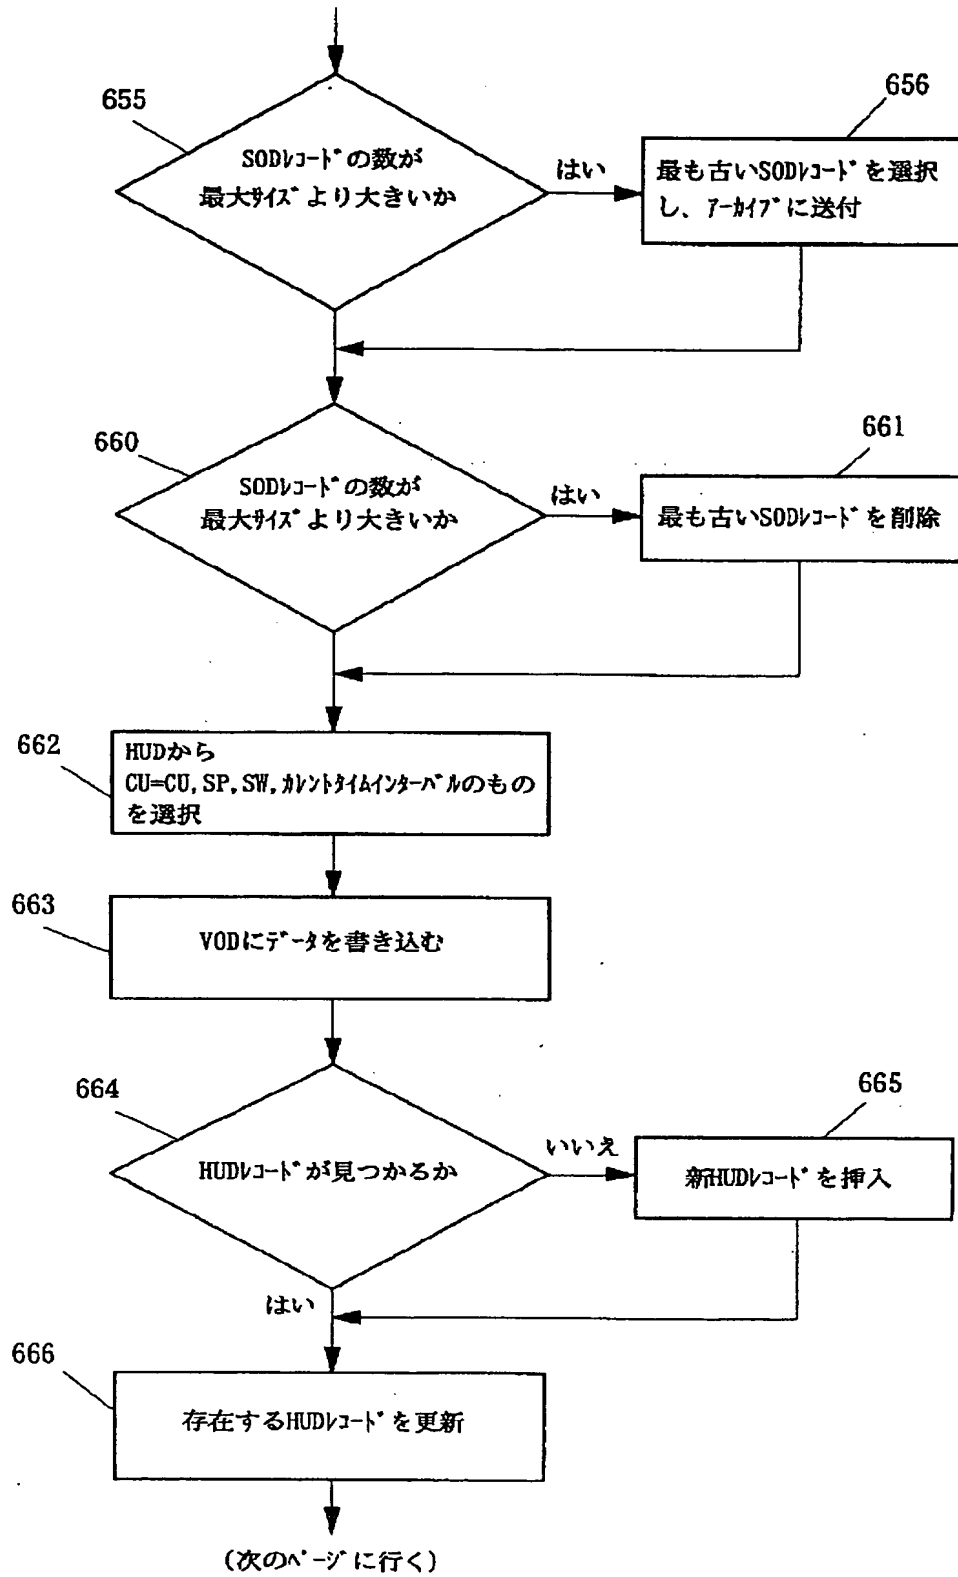 655
SODﾚｺｰﾄﾞの数が
最大ｻｲｽﾞより大きいか
はい
656
最も古いSODﾚｺｰﾄﾞを選択
し、ｱｰｶｲﾌﾞに送付
660
SODﾚｺｰﾄﾞの数が
最大ｻｲｽﾞより大きいか
はい
661
最も古いSODﾚｺｰﾄﾞを削除
662
HUDから
CU=CU, SP, SW, ｶﾚﾝﾄﾀｲﾑｲﾝﾀｰﾊﾞﾙのもの
を選択
663
VODにﾃﾞｰﾀを書き込む
664
HUDﾚｺｰﾄﾞが見つかるか
いいえ
665
新HUDﾚｺｰﾄﾞを挿入
はい
666
存在するHUDﾚｺｰﾄﾞを更新
(次のﾍﾟｰｼﾞに行く)